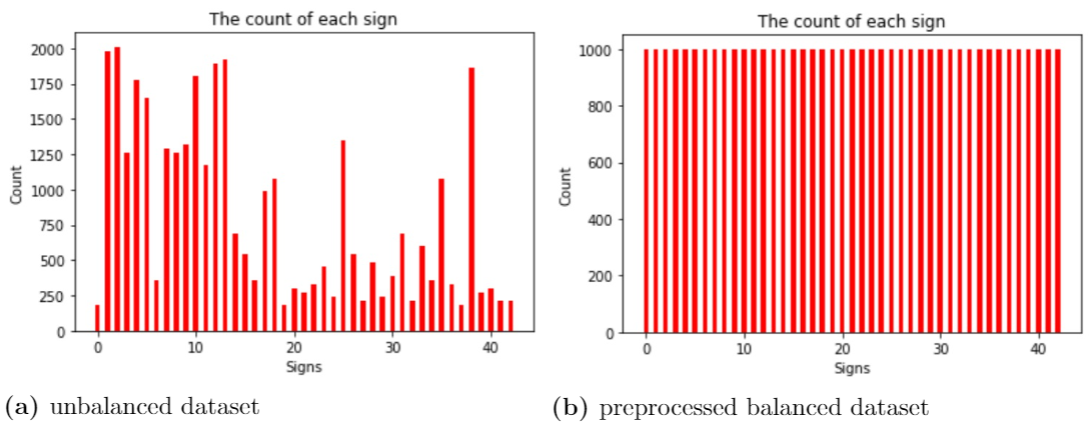 The count of each sign
2000
1750
1500
1250
1000
750
500
250
0
Count
0 10 20 30 40
Signs
(a) unbalanced dataset
The count of each sign
1000
800
600
400
200
0
Count
0 10 20 30 40
Signs
(b) preprocessed balanced dataset